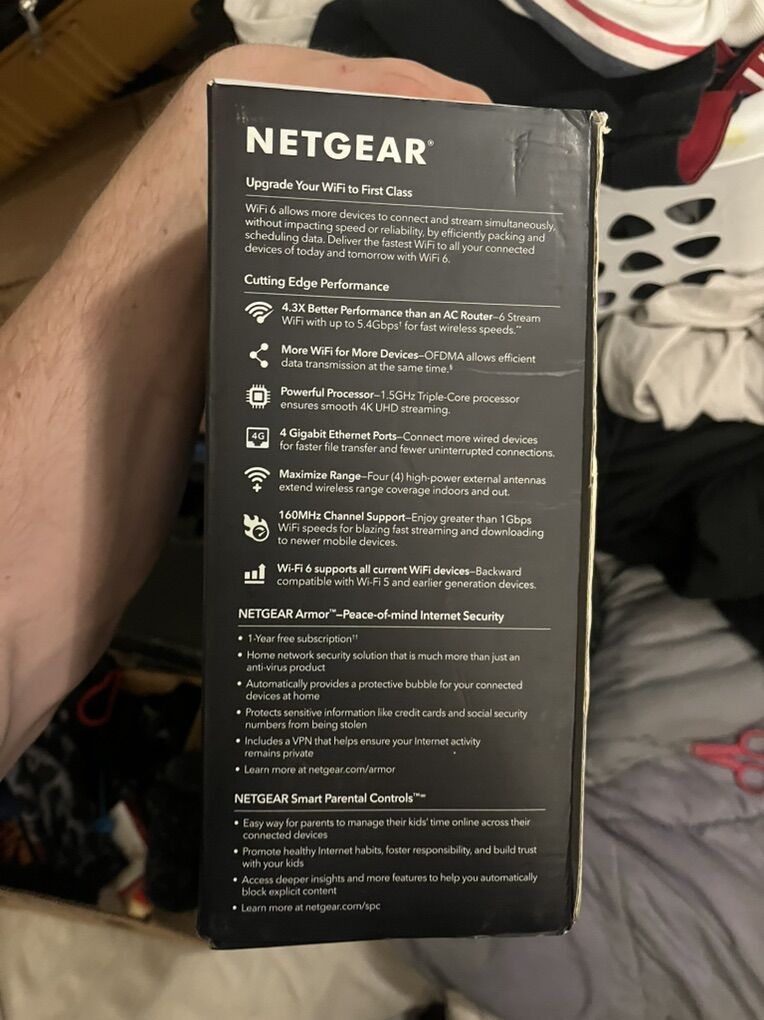 NETGEAR®
Upgrade Your WiFi to First Class
WiFi 6 allows more devices to connect and stream simultaneously,
without impacting speed or reliability, by efficiently packing and
scheduling data. Deliver the fastest WiFi to all your connected
devices of today and tomorrow with WiFi 6.
Cutting Edge Performance
4.3X Better Performance than an AC Router—6 Stream
WiFi with up to 5.4Gbps† for fast wireless speeds.**
More WiFi for More Devices—OFDMA allows efficient
data transmission at the same time.§
Powerful Processor—1.5GHz Triple-Core processor
ensures smooth 4K UHD streaming.
4G
4 Gigabit Ethernet Ports—Connect more wired devices
for faster file transfer and fewer uninterrupted connections.
Maximize Range—Four (4) high-power external antennas
extend wireless range coverage indoors and out.
160MHz Channel Support—Enjoy greater than 1Gbps
WiFi speeds for blazing fast streaming and downloading
to newer mobile devices.
Wi-Fi 6 supports all current WiFi devices—Backward
compatible with Wi-Fi 5 and earlier generation devices.
NETGEAR Armor™—Peace-of-mind Internet Security
• 1-Year free subscription††
• Home network security solution that is much more than just an
anti-virus product
• Automatically provides a protective bubble for your connected
devices at home
• Protects sensitive information like credit cards and social security
numbers from being stolen
• Includes a VPN that helps ensure your Internet activity
remains private
• Learn more at netgear.com/armor
NETGEAR Smart Parental Controls™
• Easy way for parents to manage their kids' time online across their
connected devices
• Promote healthy Internet habits, foster responsibility, and build trust
with your kids
• Access deeper insights and more features to help you automatically
block explicit content
• Learn more at netgear.com/spc